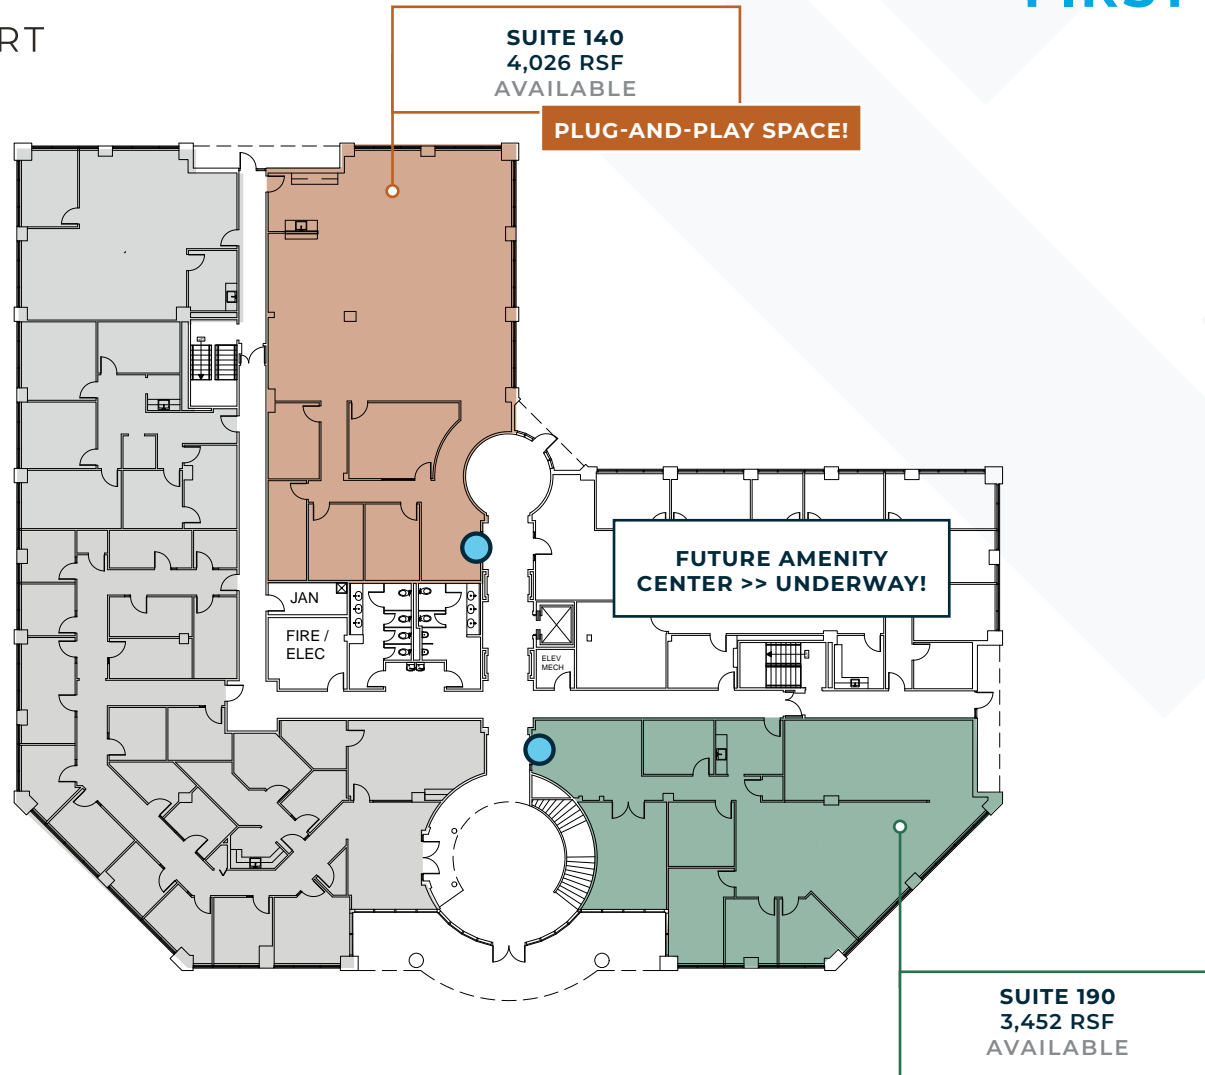 RT
FIRST
SUITE 140
4,026 RSF
AVAILABLE
PLUG-AND-PLAY SPACE!
FUTURE AMENITY
CENTER >> UNDERWAY!
JAN
FIRE /
ELEC
ELEV
MECH
SUITE 190
3,452 RSF
AVAILABLE